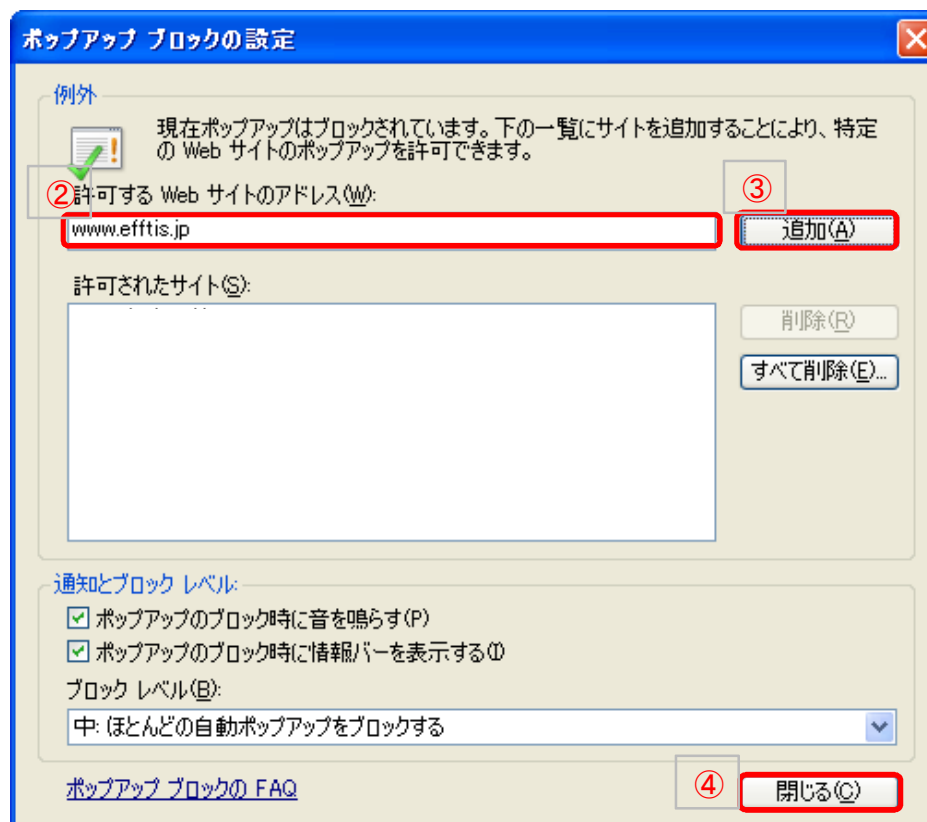 ポップアップ ブロックの設定
例外
現在ポップアップはブロックされています。下の一覧にサイトを追加することにより、特定
の Web サイトのポップアップを許可できます。
② 許可する Web サイトのアドレス(W):
③
www.efftis.jp
追加(A)
許可されたサイト(S):
削除(R)
すべて削除(E)...
通知とブロック レベル:
ポップアップのブロック時に音を鳴らす(P)
ポップアップのブロック時に情報バーを表示する(I)
ブロック レベル(B):
中: ほとんどの自動ポップアップをブロックする
ポップアップ ブロックの FAQ
④
閉じる(C)